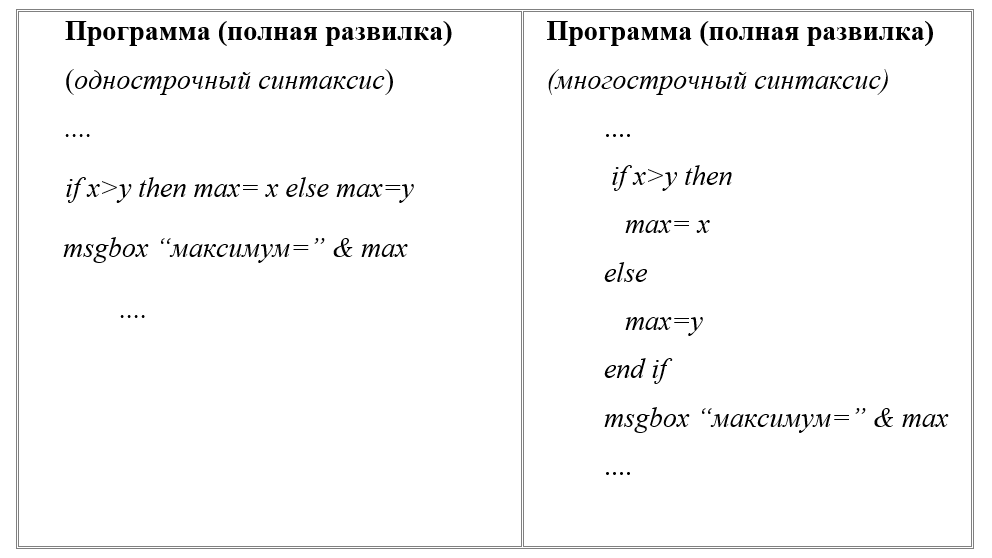 Программа (полная развилка)
(однострочный синтаксис)
....
if x>y then max= x else max=y
msgbox “максимум=” & max
....
Программа (полная развилка)
(многострочный синтаксис)
....
if x>y then
max= x
else
max=y
end if
msgbox “максимум=” & max
....